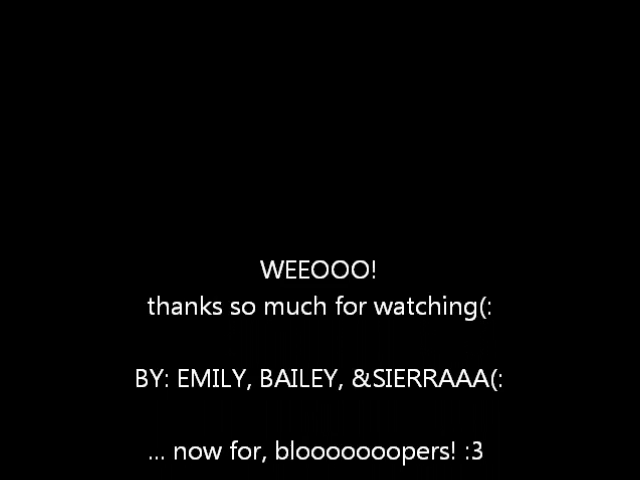 WEEOOO!
thanks so much for watching(:
BY: EMILY, BAILEY, &SIERRAAA(:
... now for, blooooooopers! :3